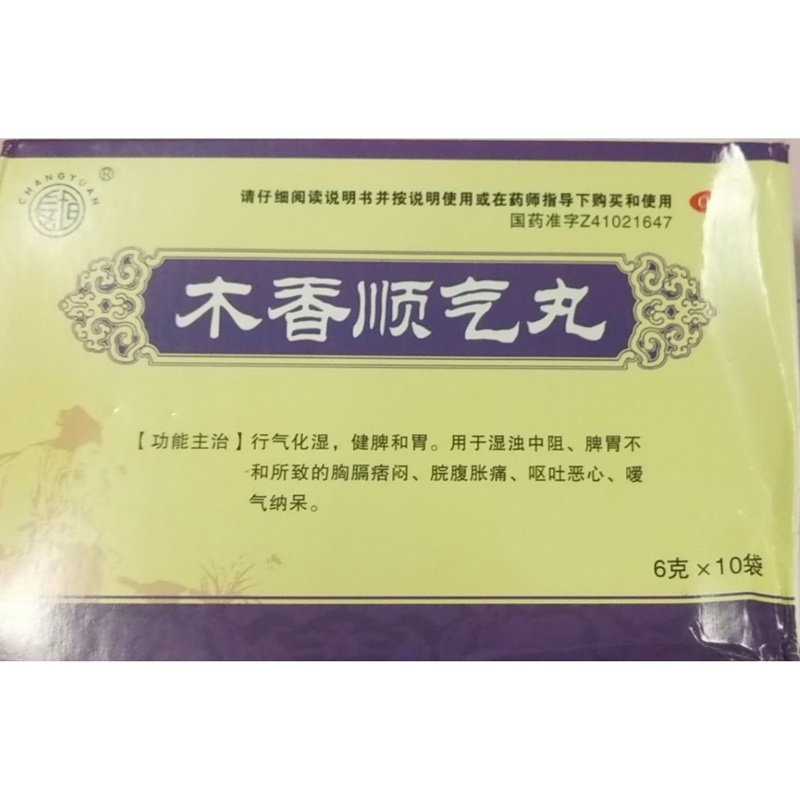 CHANGYUAN®
请仔细阅读说明书并按说明使用或在药师指导下购买和使用
国药准字Z41021647
木香顺气丸
【功能主治】行气化湿，健脾和胃。用于湿浊中阻、脾胃不
和所致的胸膈痞闷、脘腹胀痛、呕吐恶心、嗳
气纳呆。
6克×10袋